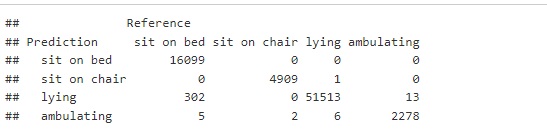 ##             Reference
## Prediction     sit on bed sit on chair lying ambulating
##   sit on bed        16099            0     0          0
##   sit on chair          0         4909     1          0
##   lying               302            0 51513         13
##   ambulating            5            2     6       2278